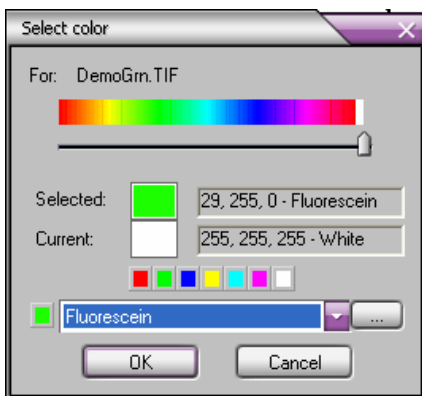 Select color
For: DemoGrn.TIF
Selected: 29, 255, 0 - Fluorescein
Current: 255, 255, 255 - White
Fluorescein ...
OK Cancel